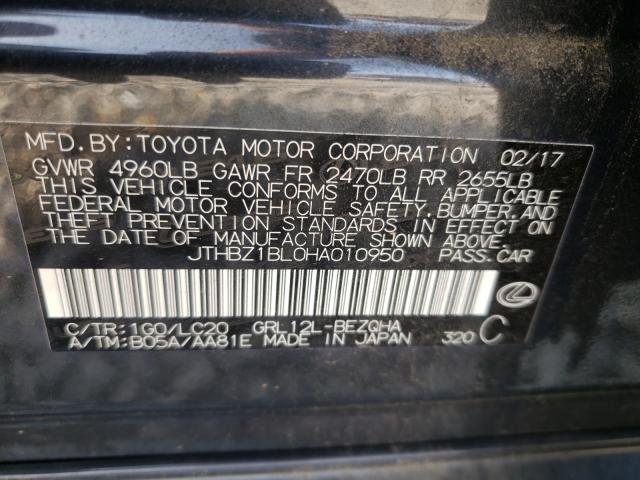 MFD. BY: TOYOTA MOTOR CORPORATION 02/17
GVWR 4960LB GAWR FR 2470LB RR 2655LB
THIS VEHICLE CONFORMS TO ALL APPLICABLE
FEDERAL MOTOR VEHICLE SAFETY, BUMPER, AND
THEFT PREVENTION STANDARDS IN EFFECT ON
THE DATE OF MANUFACTURE SHOWN ABOVE.
JTHBZ1BL0HA010950 PASS. CAR
C/TR: 1G0/LC20 GRL12L-BEZQHA
A/TM: B05A/AA81E MADE IN JAPAN 320 C